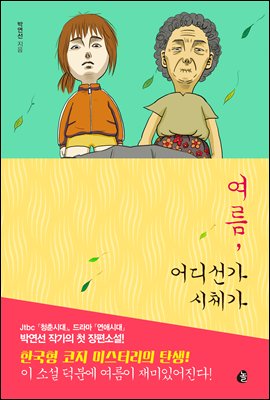 박연선 지음
여름,
어디선가
시체가
Jtbc 「청춘시대」, 드라마 「연애시대」
박연선 작가의 첫 장편소설!
한국형 코지 미스터리의 탄생!
이 소설 덕분에 여름이 재미있어진다!
놀